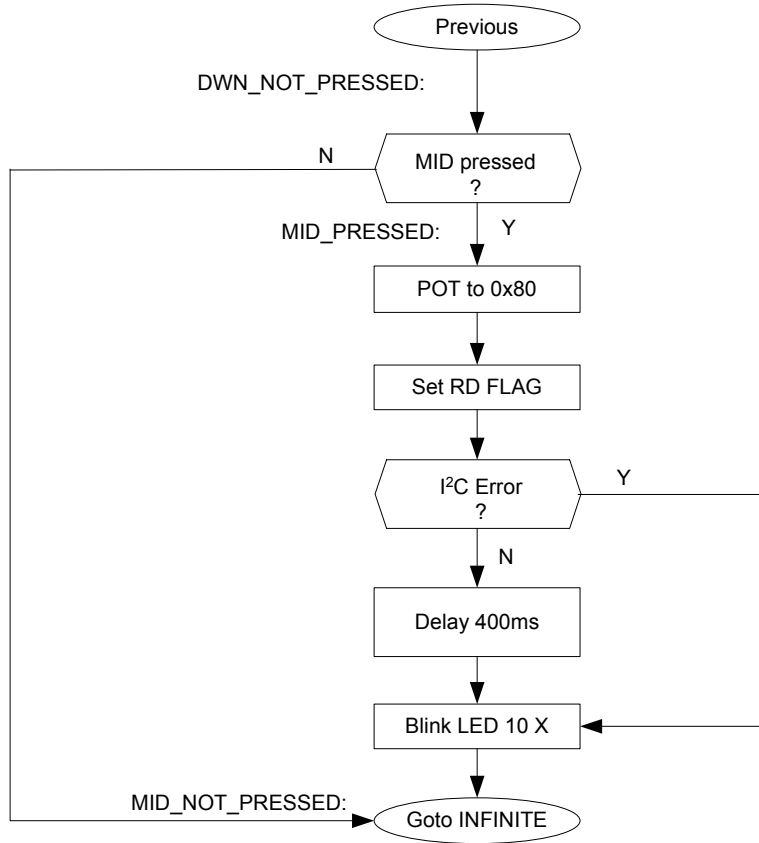 Previous
DWN_NOT_PRESSED:
N
MID pressed
?
MID_PRESSED:
Y
POT to 0x80
Set RD FLAG
I²C Error
?
Y
N
Delay 400ms
Blink LED 10 X
MID_NOT_PRESSED:
Goto INFINITE